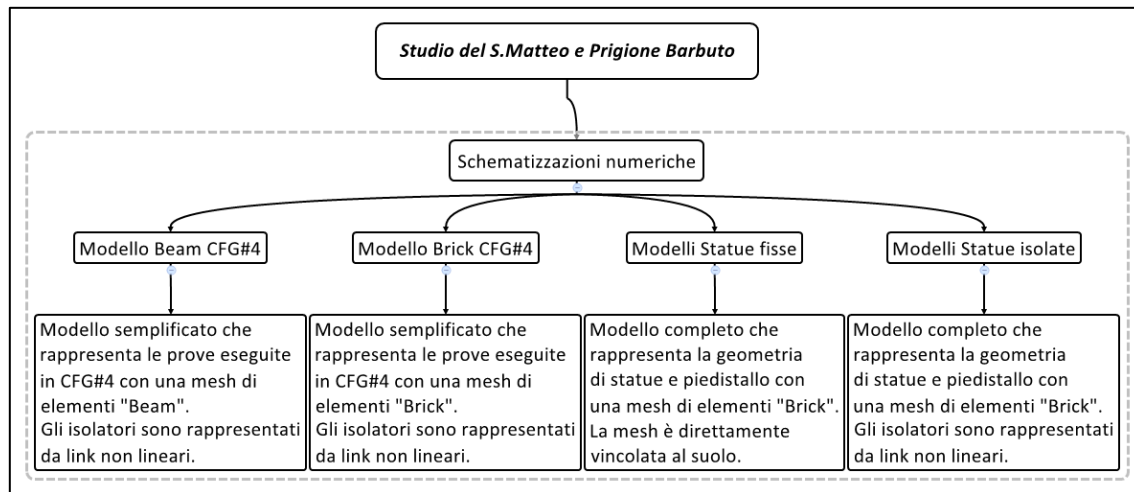 Studio del S.Matteo e Prigione Barbuto
Schematizzazioni numeriche
Modello Beam CFG#4
Modello Brick CFG#4
Modelli Statue fisse
Modelli Statue isolate
Modello semplificato che
rappresenta le prove eseguite
in CFG#4 con una mesh di
elementi "Beam".
Gli isolatori sono rappresentati
da link non lineari.
Modello semplificato che
rappresenta le prove eseguite
in CFG#4 con una mesh di
elementi "Brick".
Gli isolatori sono rappresentati
da link non lineari.
Modello completo che
rappresenta la geometria
di statue e piedistallo con
una mesh di elementi "Brick".
La mesh è direttamente
vincolata al suolo.
Modello completo che
rappresenta la geometria
di statue e piedistallo con
una mesh di elementi "Brick".
Gli isolatori sono rappresentati
da link non lineari.